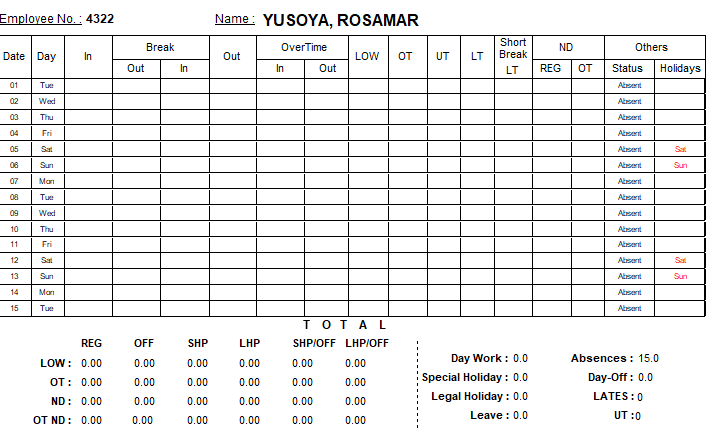 Employee No. : 4322 Name : YUSOYA, ROSAMAR
Date Day In Break Out OverTime LOW OT UT LT Short Break LT ND Others
Out In In Out REG OT Status Holidays
01 Tue Absent
02 Wed Absent
03 Thu Absent
04 Fri Absent
05 Sat Absent Sat
06 Sun Absent Sun
07 Mon Absent
08 Tue Absent
09 Wed Absent
10 Thu Absent
11 Fri Absent
12 Sat Absent Sat
13 Sun Absent Sun
14 Mon Absent
15 Tue Absent
T O T A L
REG OFF SHP LHP SHP/OFF LHP/OFF
LOW : 0.00 0.00 0.00 0.00 0.00 0.00
OT : 0.00 0.00 0.00 0.00 0.00 0.00
ND : 0.00 0.00 0.00 0.00 0.00 0.00
OT ND : 0.00 0.00 0.00 0.00 0.00 0.00
Day Work : 0.0 Absences : 15.0
Special Holiday : 0.0 Day-Off : 0.0
Legal Holiday : 0.0 LATES : 0
Leave : 0.0 UT :0